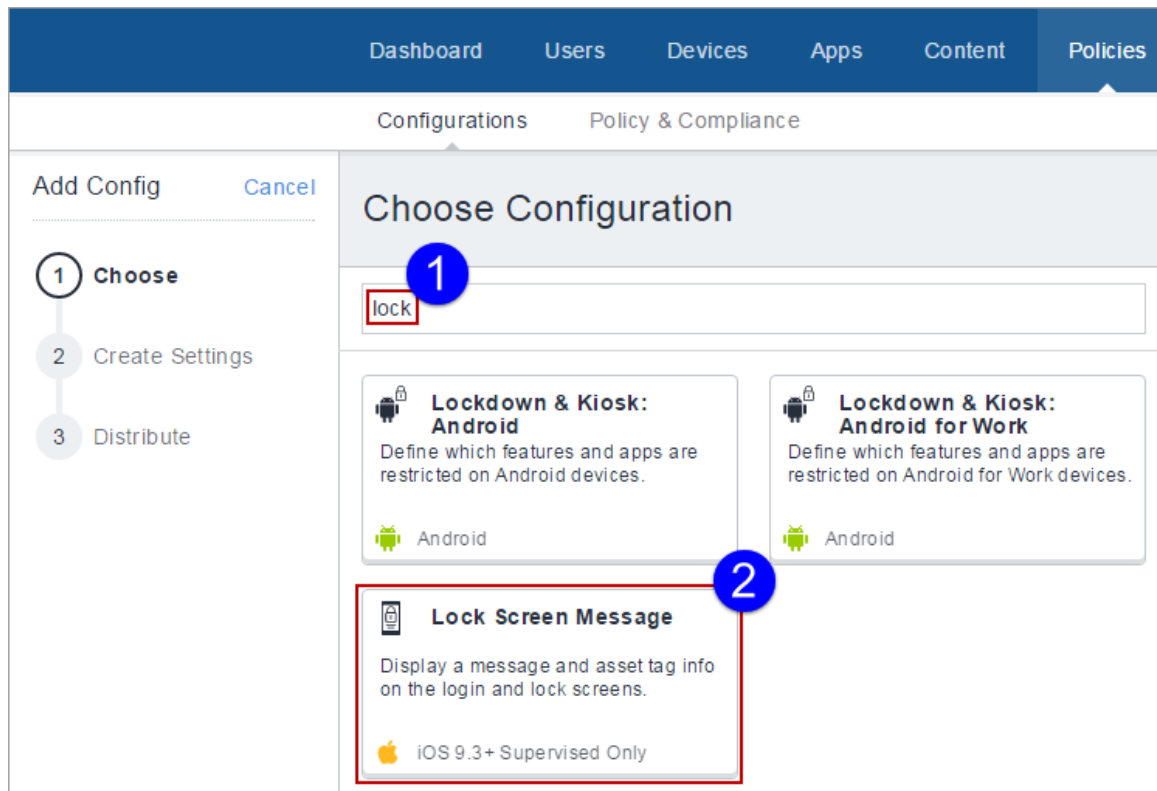 Dashboard Users Devices Apps Content Policies
Configurations Policy & Compliance
Add Config Cancel
1 Choose
2 Create Settings
3 Distribute
Choose Configuration
1
lock
Lockdown & Kiosk:
Android
Define which features and apps are
restricted on Android devices.
Android
Lockdown & Kiosk:
Android for Work
Define which features and apps are
restricted on Android for Work devices.
Android
2
Lock Screen Message
Display a message and asset tag info
on the login and lock screens.
iOS 9.3+ Supervised Only